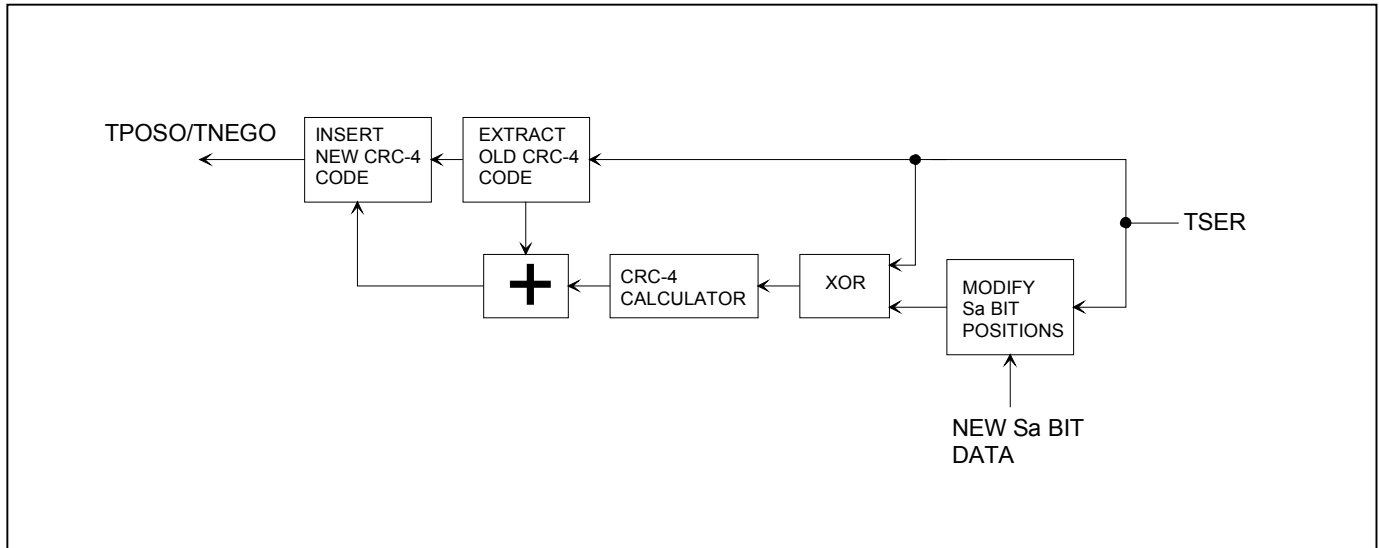 TPOSO/TNEGO
INSERT
NEW CRC-4
CODE
EXTRACT
OLD CRC-4
CODE
TSER
+
CRC-4
CALCULATOR
XOR
MODIFY
Sa BIT
POSITIONS
NEW Sa BIT
DATA